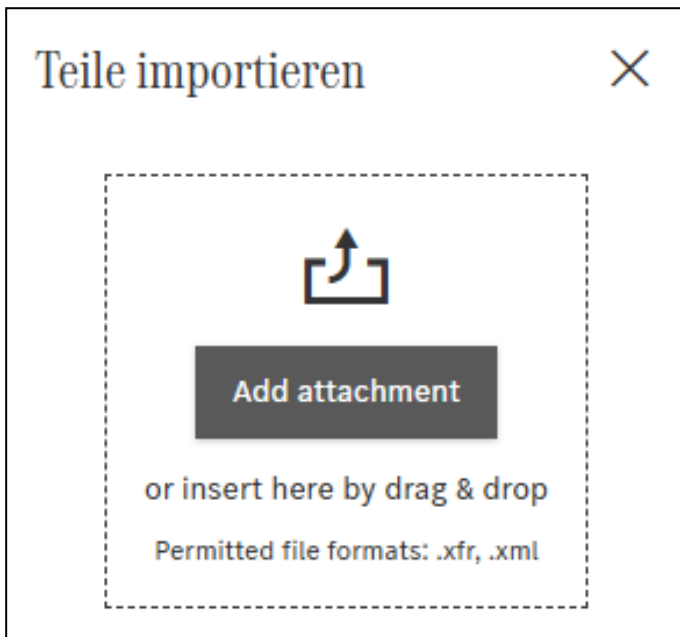 Teile importieren
Add attachment
or insert here by drag & drop
Permitted file formats: .xfr, .xml